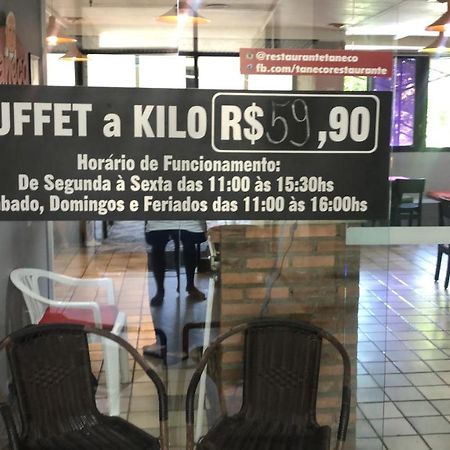 @restaurantetaneco
fb.com/tanecorestaurante
UFFET a KILO R$59,90
Horário de Funcionamento:
De Segunda à Sexta das 11:00 às 15:30hs
bado, Domingos e Feriados das 11:00 às 16:00hs